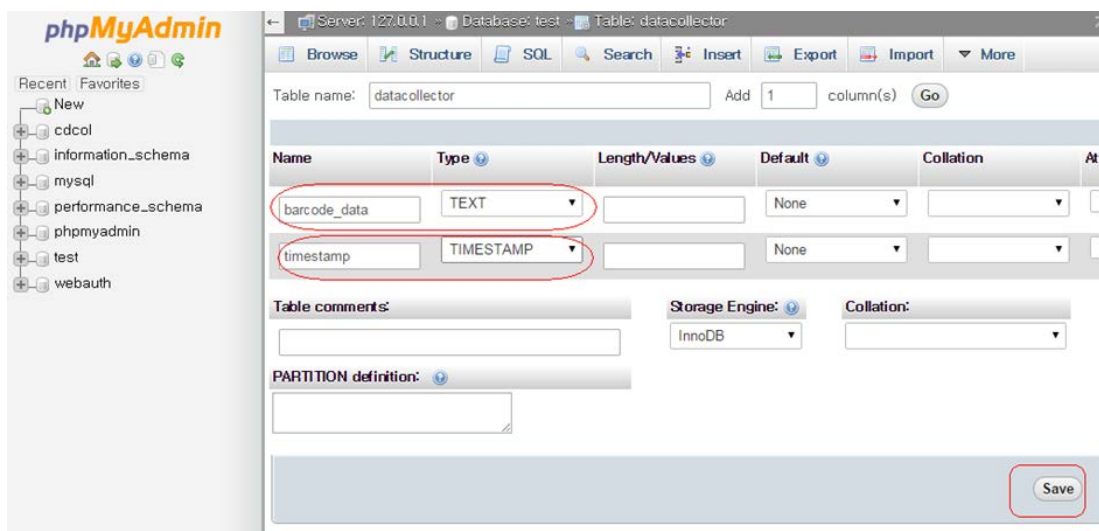 phpMyAdmin
Recent Favorites
New
cdcol
information_schema
mysql
performance_schema
phpmyadmin
test
webauth
Server: 127.0.0.1 » Database: test » Table: datacollector
Browse Structure SQL Search Insert Export Import More
Table name: datacollector Add 1 column(s) Go
Name Type Length/Values Default Collation At
barcode_data TEXT None
timestamp TIMESTAMP None
Table comments: Storage Engine: Collation:
InnoDB
PARTITION definition:
Save